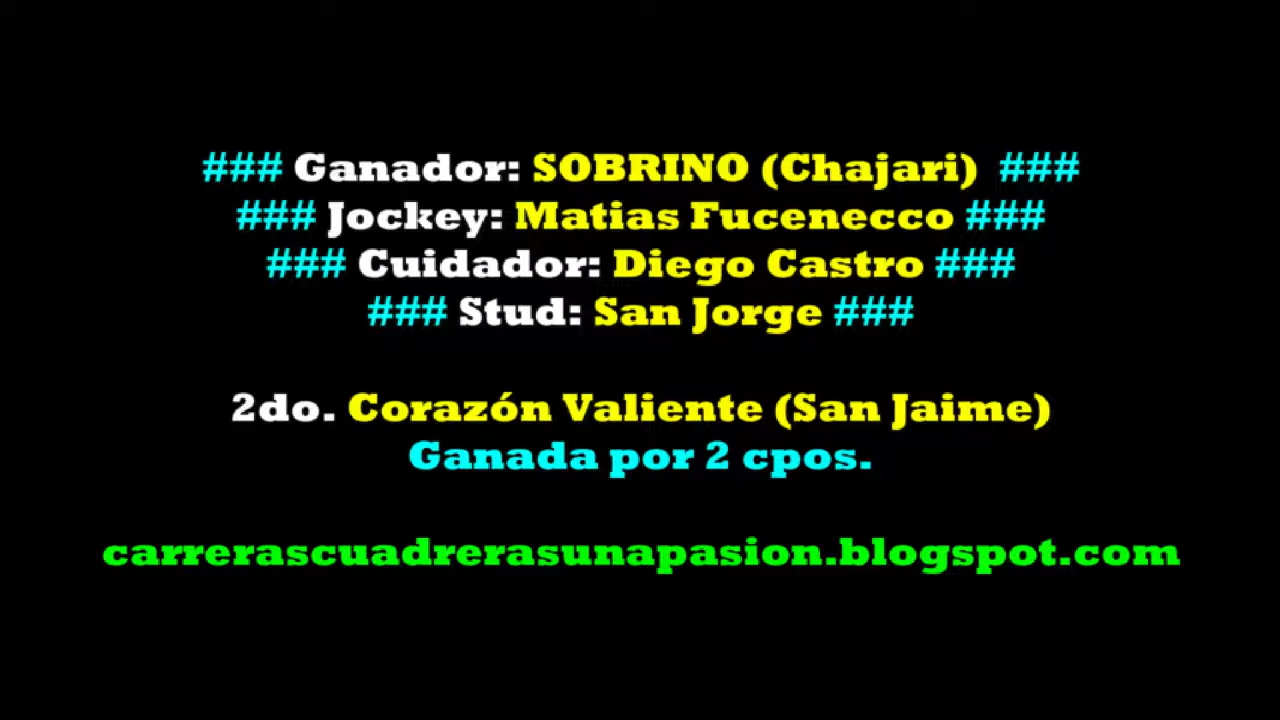 ### Ganador: SOBRINO (Chajari) ###
### Jockey: Matias Fucenecco ###
### Cuidador: Diego Castro ###
### Stud: San Jorge ###
2do. Corazón Valiente (San Jaime)
Ganada por 2 cpos.
carrerascuadrerasunapasion.blogspot.com